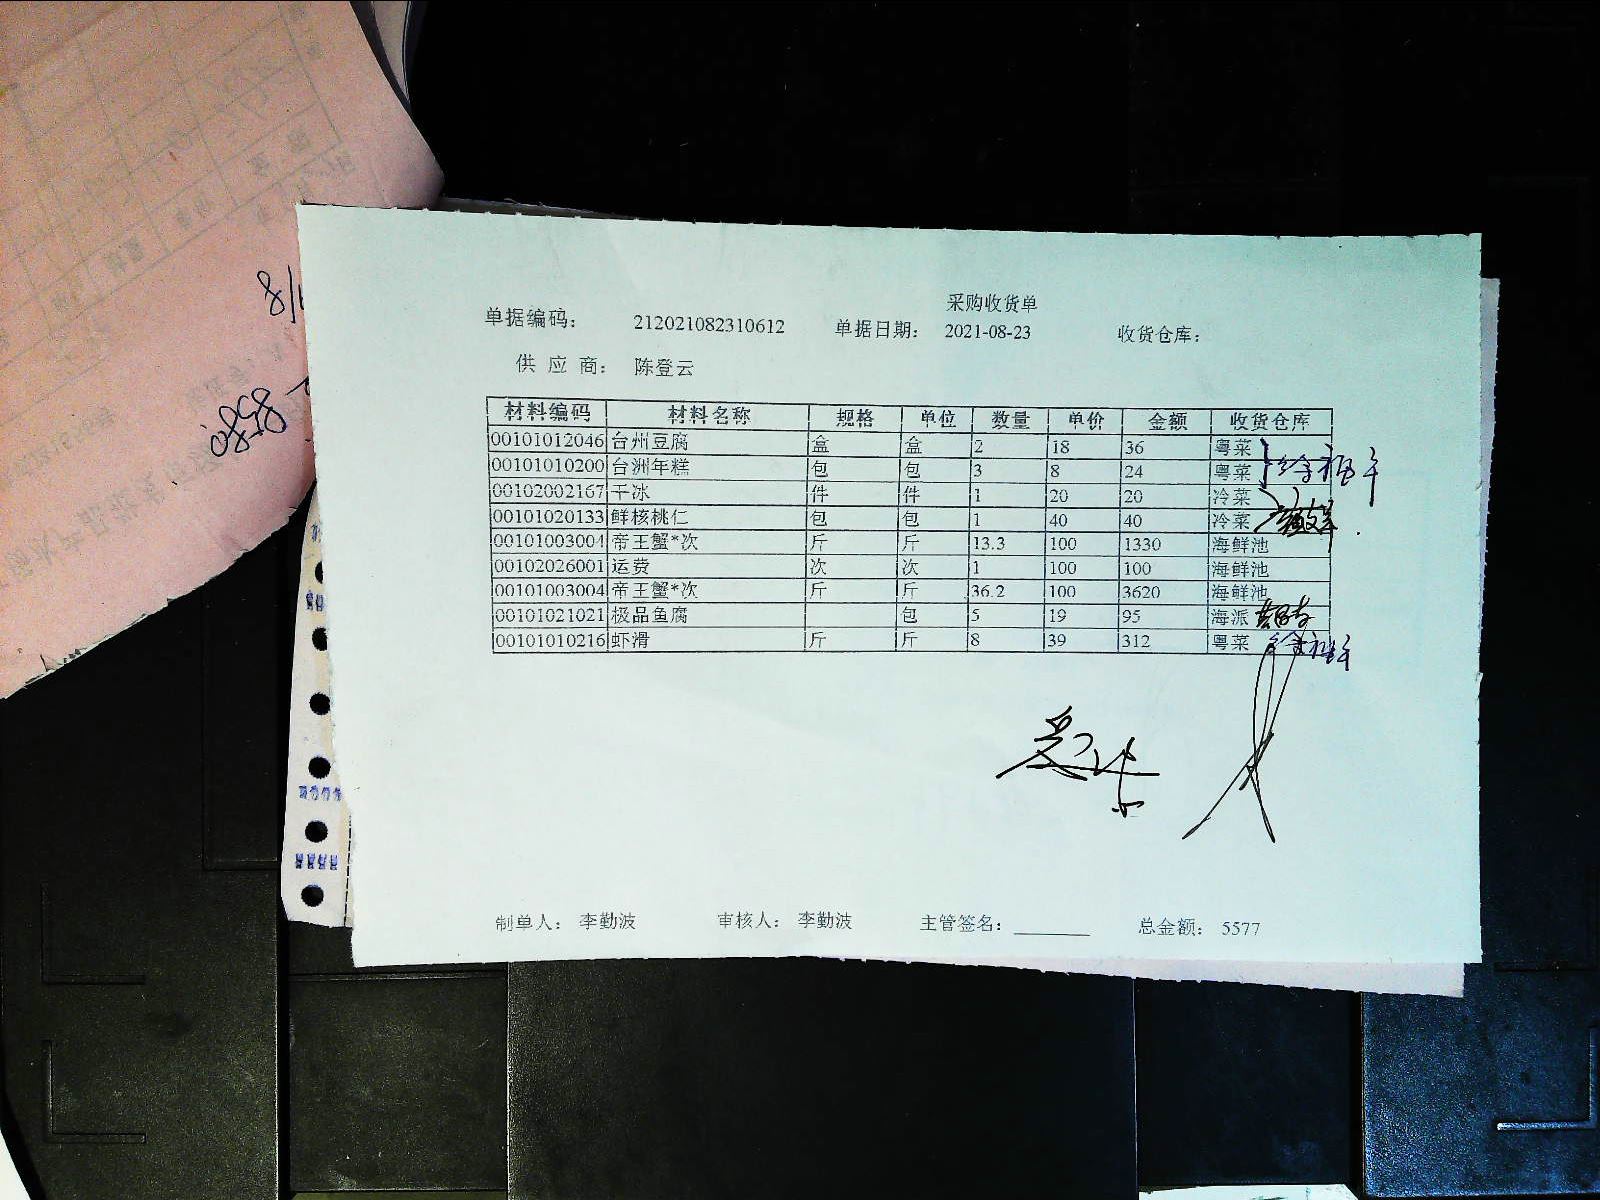 采购收货单
单据编码: 212021082310612 单据日期: 2021-08-23 收货仓库:
供 应 商: 陈登云
材料编码 材料名称 规格 单位 数量 单价 金额 收货仓库
00101012046 台州豆腐 盒 盒 2 18 36 粤菜
00101010200 台洲年糕 包 包 3 8 24 粤菜
00102002167 干冰 件 件 1 20 20 冷菜
00101020133 鲜核桃仁 包 包 1 40 40 冷菜
00101003004 帝王蟹*次 斤 斤 13.3 100 1330 海鲜池
00102026001 运费 次 次 1 100 100 海鲜池
00101003004 帝王蟹*次 斤 斤 36.2 100 3620 海鲜池
00101021021 极品鱼腐 包 5 19 95 海派
00101010216 虾滑 斤 斤 8 39 312 粤菜
制单人: 李勤波 审核人: 李勤波 主管签名: 总金额: 5577